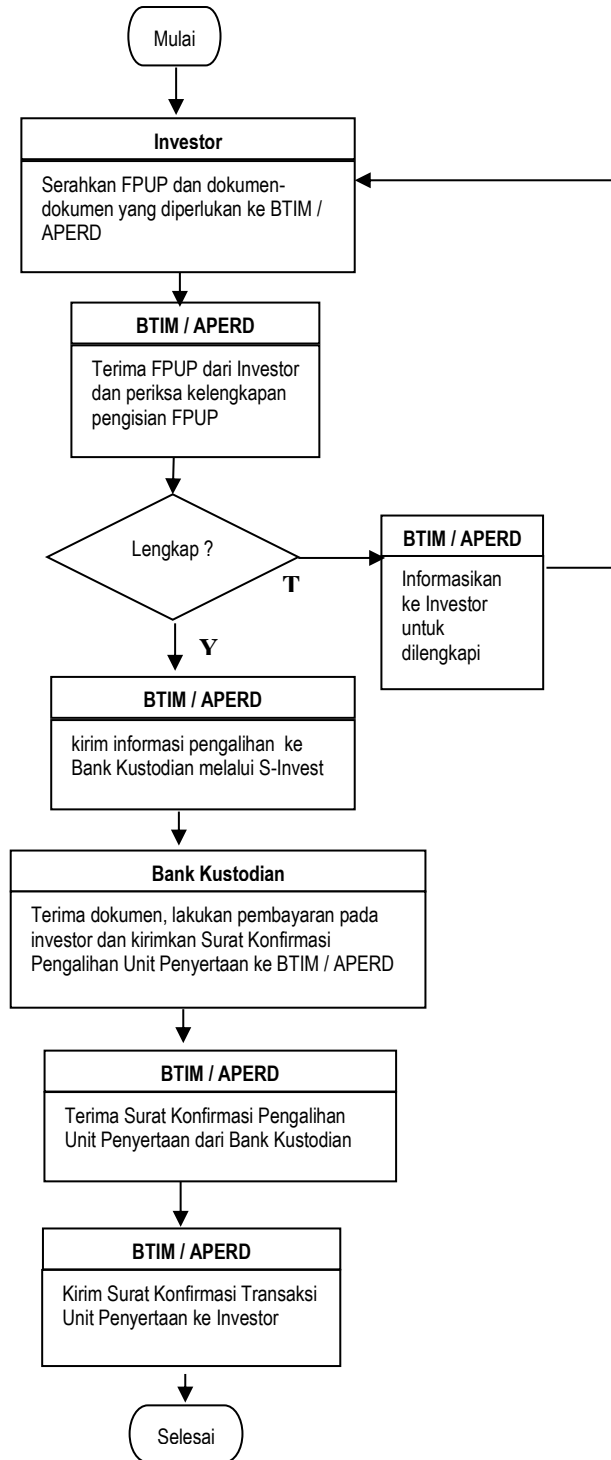 Mulai
Investor
Serahkan FPUP dan dokumen-
dokumen yang diperlukan ke BTIM /
APERD
BTIM / APERD
Terima FPUP dari Investor
dan periksa kelengkapan
pengisian FPUP
Lengkap ?
T
BTIM / APERD
Informasikan
ke Investor
untuk
dilengkapi
Y
BTIM / APERD
kirim informasi pengalihan ke
Bank Kustodian melalui S-Invest
Bank Kustodian
Terima dokumen, lakukan pembayaran pada
investor dan kirimkan Surat Konfirmasi
Pengalihan Unit Penyertaan ke BTIM / APERD
BTIM / APERD
Terima Surat Konfirmasi Pengalihan
Unit Penyertaan dari Bank Kustodian
BTIM / APERD
Kirim Surat Konfirmasi Transaksi
Unit Penyertaan ke Investor
Selesai